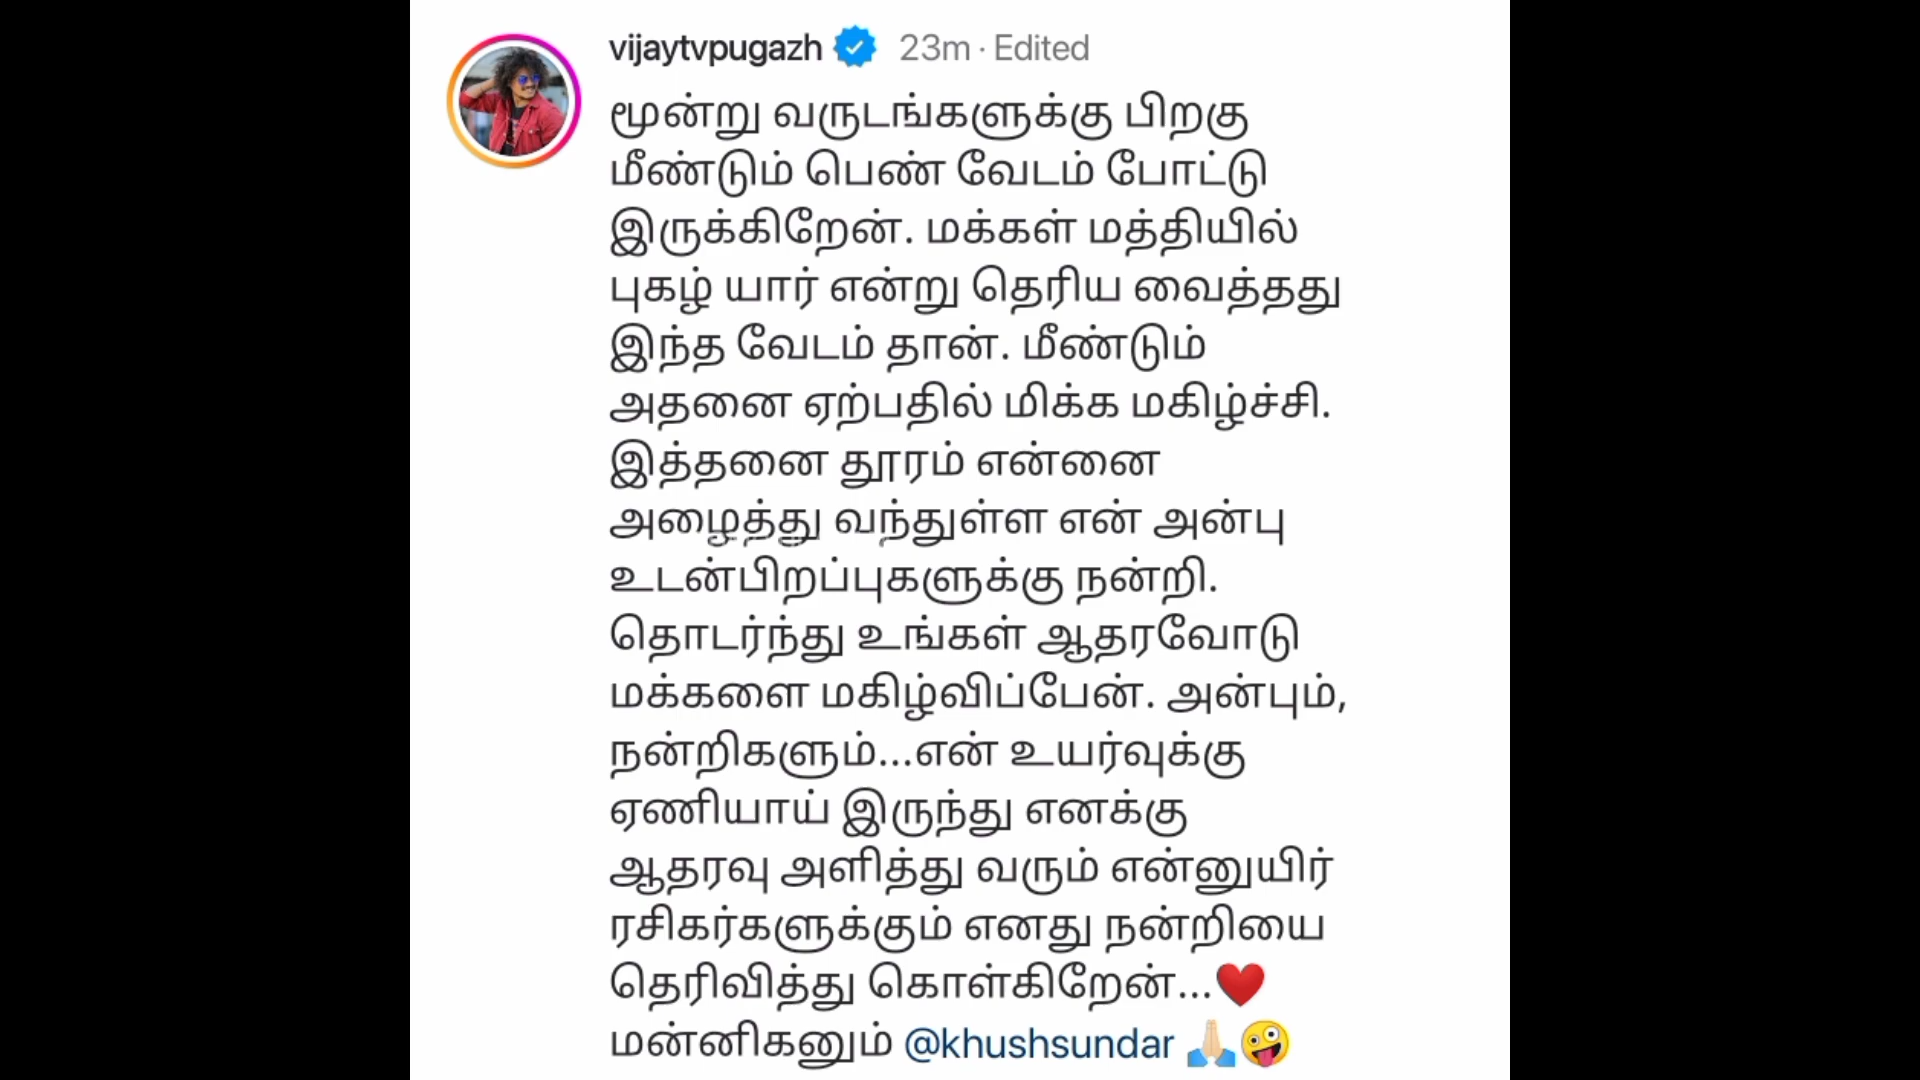 vijaytvpugazh 23m · Edited
மூன்று வருடங்களுக்கு பிறகு
மீண்டும் பெண் வேடம் போட்டு
இருக்கிறேன். மக்கள் மத்தியில்
புகழ் யார் என்று தெரிய வைத்தது
இந்த வேடம் தான். மீண்டும்
அதனை ஏற்பதில் மிக்க மகிழ்ச்சி.
இத்தனை தூரம் என்னை
அழைத்து வந்துள்ள என் அன்பு
உடன்பிறப்புகளுக்கு நன்றி.
தொடர்ந்து உங்கள் ஆதரவோடு
மக்களை மகிழ்விப்பேன். அன்பும்,
நன்றிகளும்...என் உயர்வுக்கு
ஏணியாய் இருந்து எனக்கு
ஆதரவு அளித்து வரும் என்னுயிர்
ரசிகர்களுக்கும் எனது நன்றியை
தெரிவித்து கொள்கிறேன்...❤️
மன்னிகனும் @khushsundar 🙏🏻🤪